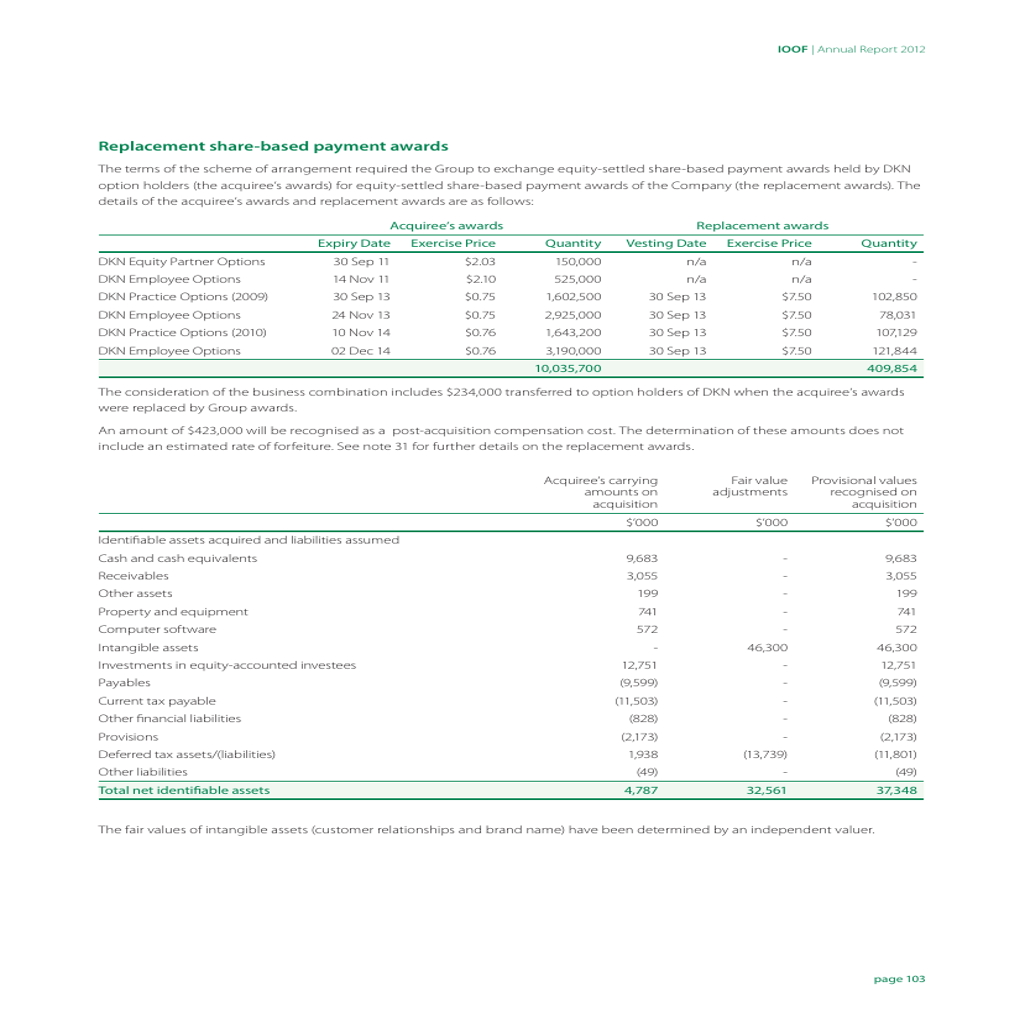 IOOF | Annual Report 2012
Replacement share-based payment awards
The terms of the scheme of arrangement required the Group to exchange equity-settled share-based payment awards held by DKN
option holders (the acquiree's awards) for equity-settled share-based payment awards of the Company (the replacement awards). The
details of the acquiree's awards and replacement awards are as follows:
Acquiree's awards Replacement awards
Expiry Date Exercise Price Quantity Vesting Date Exercise Price Quantity
DKN Equity Partner Options 30 Sep 11 $2.03 150,000 n/a n/a -
DKN Employee Options 14 Nov 11 $2.10 525,000 n/a n/a -
DKN Practice Options (2009) 30 Sep 13 $0.75 1,602,500 30 Sep 13 $7.50 102,850
DKN Employee Options 24 Nov 13 $0.75 2,925,000 30 Sep 13 $7.50 78,031
DKN Practice Options (2010) 10 Nov 14 $0.76 1,643,200 30 Sep 13 $7.50 107,129
DKN Employee Options 02 Dec 14 $0.76 3,190,000 30 Sep 13 $7.50 121,844
10,035,700 409,854
The consideration of the business combination includes $234,000 transferred to option holders of DKN when the acquiree's awards
were replaced by Group awards.
An amount of $423,000 will be recognised as a post-acquisition compensation cost. The determination of these amounts does not
include an estimated rate of forfeiture. See note 31 for further details on the replacement awards.
Acquiree's carrying Fair value Provisional values
amounts on adjustments recognised on
acquisition acquisition
$'000 $'000 $'000
Identifiable assets acquired and liabilities assumed
Cash and cash equivalents 9,683 - 9,683
Receivables 3,055 - 3,055
Other assets 199 - 199
Property and equipment 741 - 741
Computer software 572 - 572
Intangible assets - 46,300 46,300
Investments in equity-accounted investees 12,751 - 12,751
Payables (9,599) - (9,599)
Current tax payable (11,503) - (11,503)
Other financial liabilities (828) - (828)
Provisions (2,173) - (2,173)
Deferred tax assets/(liabilities) 1,938 (13,739) (11,801)
Other liabilities (49) - (49)
Total net identifiable assets 4,787 32,561 37,348
The fair values of intangible assets (customer relationships and brand name) have been determined by an independent valuer.
page 103